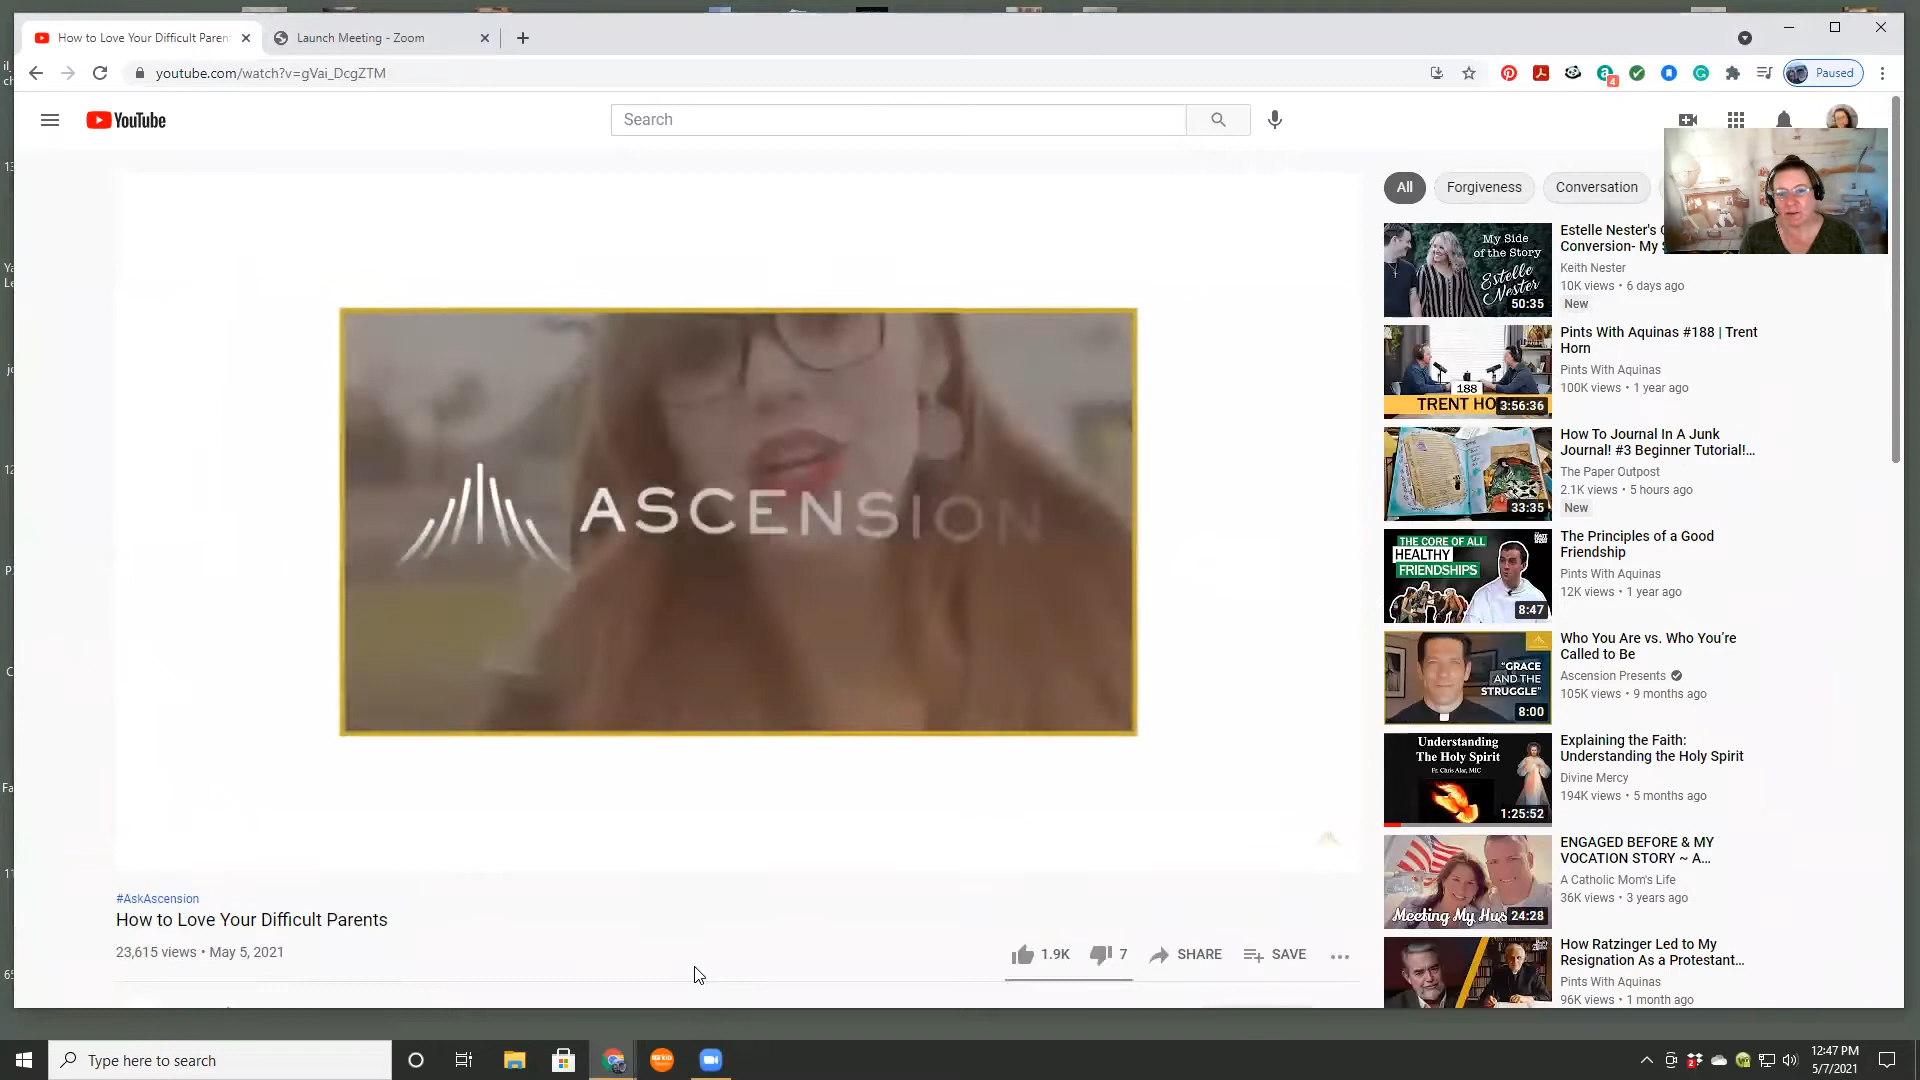 How to Love Your Difficult Paren
Launch Meeting - Zoom
youtube.com/watch?v=gVai_DcgZTM
4
Paused
YouTube
Search
All
Forgiveness
Conversation
My Side
of the Story
Estelle
Nester
50:35
Estelle Nester's
Conversion- My
Keith Nester
10K views • 6 days ago
New
188
TRENT HO
3:56:36
Pints With Aquinas #188 | Trent
Horn
Pints With Aquinas
100K views • 1 year ago
33:35
How To Journal In A Junk
Journal! #3 Beginner Tutorial!...
The Paper Outpost
2.1K views • 5 hours ago
New
THE CORE OF ALL
HEALTHY
FRIENDSHIPS
8:47
The Principles of a Good
Friendship
Pints With Aquinas
12K views • 1 year ago
"GRACE
AND THE
STRUGGLE"
8:00
Who You Are vs. Who You're
Called to Be
Ascension Presents
105K views • 9 months ago
Understanding
The Holy Spirit
Fr. Chris Alar, MIC
1:25:52
Explaining the Faith:
Understanding the Holy Spirit
Divine Mercy
194K views • 5 months ago
Meeting My Hus
24:28
ENGAGED BEFORE & MY
VOCATION STORY ~ A...
A Catholic Mom's Life
36K views • 3 years ago
How Ratzinger Led to My
Resignation As a Protestant...
Pints With Aquinas
96K views • 1 month ago
ASCENSION
#AskAscension
How to Love Your Difficult Parents
23,615 views • May 5, 2021
1.9K
7
SHARE
SAVE
Type here to search
12:47 PM
5/7/2021